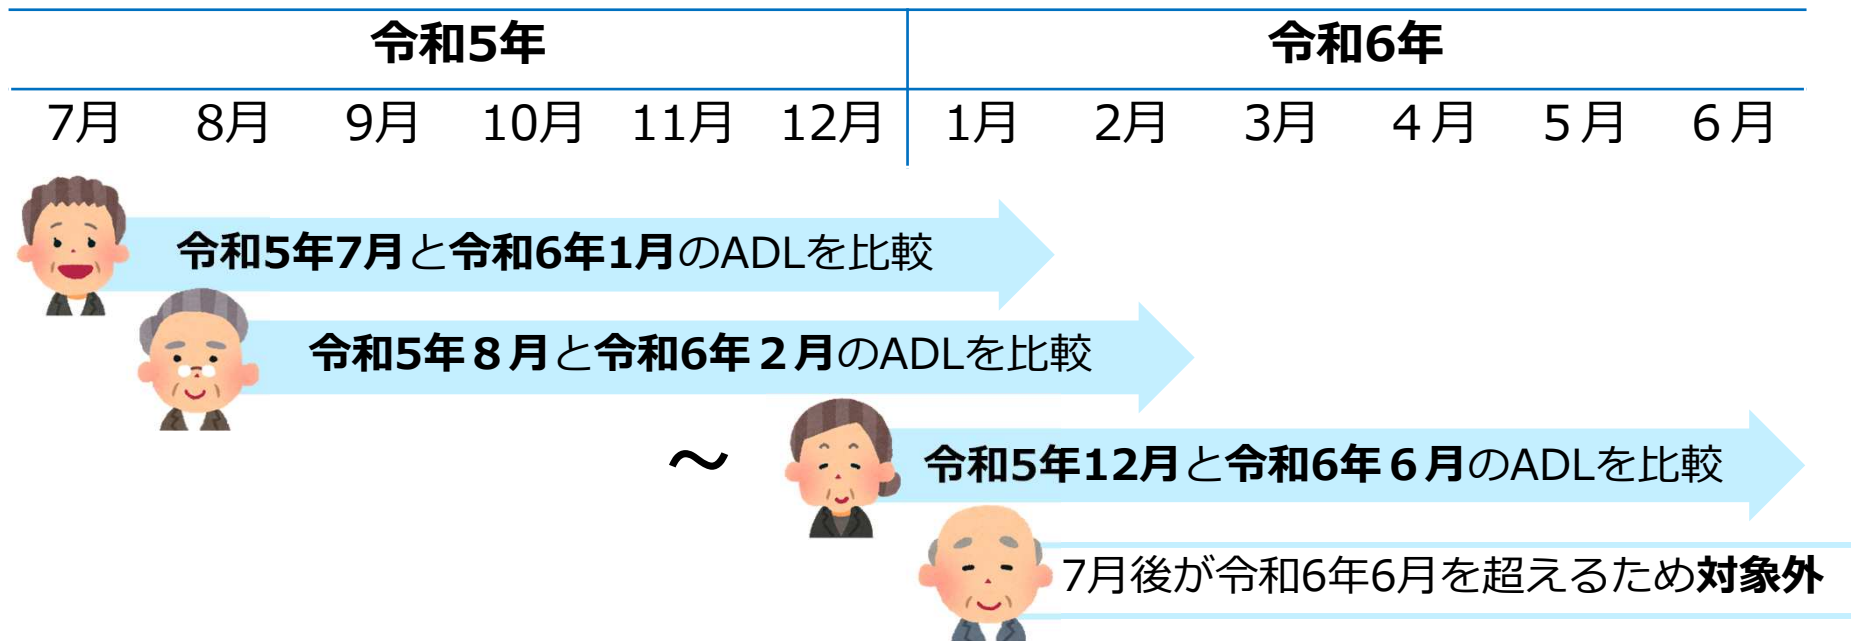 令和5年 令和6年
7月 8月 9月 10月 11月 12月 1月 2月 3月 ４月 ５月 ６月
令和5年7月と令和6年1月のADLを比較
令和5年８月と令和6年２月のADLを比較
～ 令和5年12月と令和6年６月のADLを比較
7月後が令和6年6月を超えるため対象外